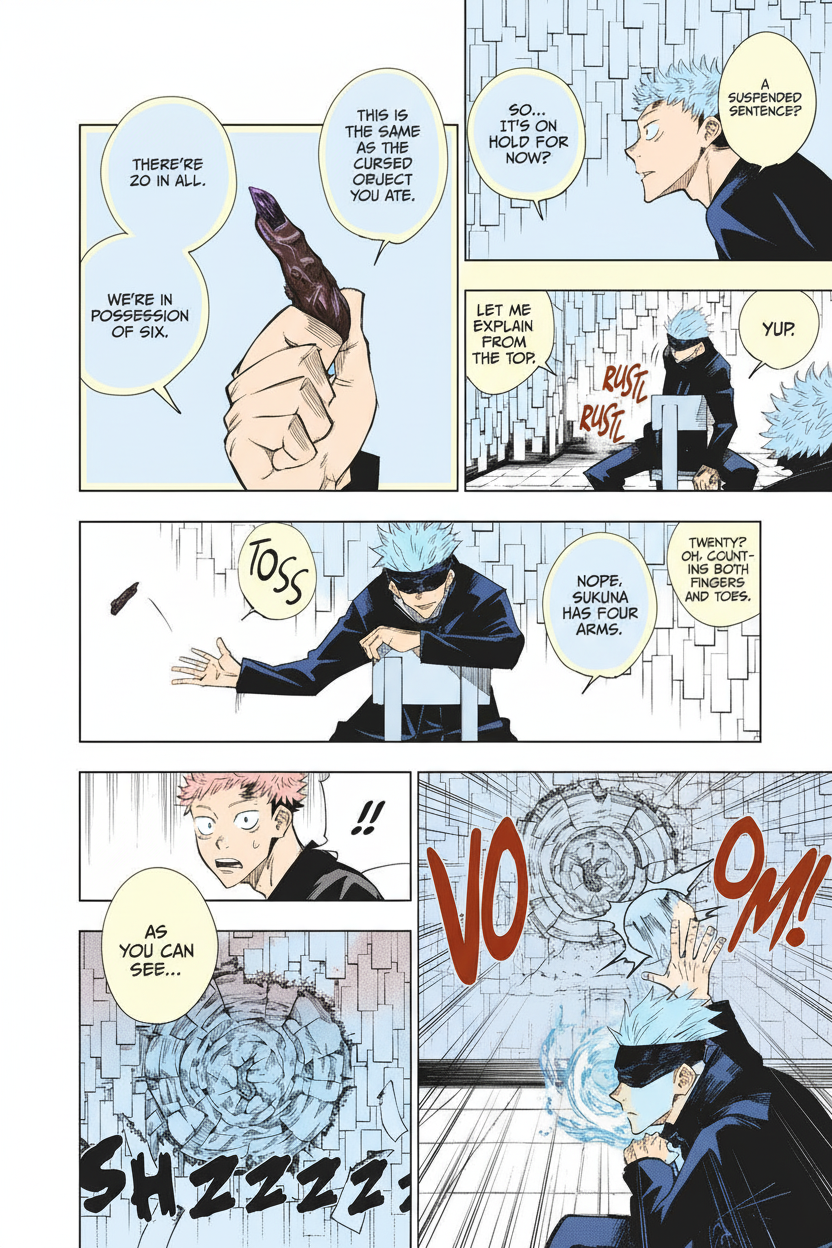 A
SUSPENDED
SENTENCE?
SO...
IT'S ON
HOLD FOR
NOW?
YUP.
LET ME
EXPLAIN
FROM
THE TOP.
RUSTL
RUSTL
THIS IS
THE SAME
AS THE
CURSED
OBJECT
YOU ATE.
THERE'RE
20 IN ALL.
WE'RE IN
POSSESSION
OF SIX.
TWENTY?
OH, COUNT-
INS BOTH
FINGERS
AND TOES.
NOPE,
SUKUNA
HAS FOUR
ARMS.
TOSS
VO
OM!
!!
AS
YOU CAN
SEE...
SHZZZZZ